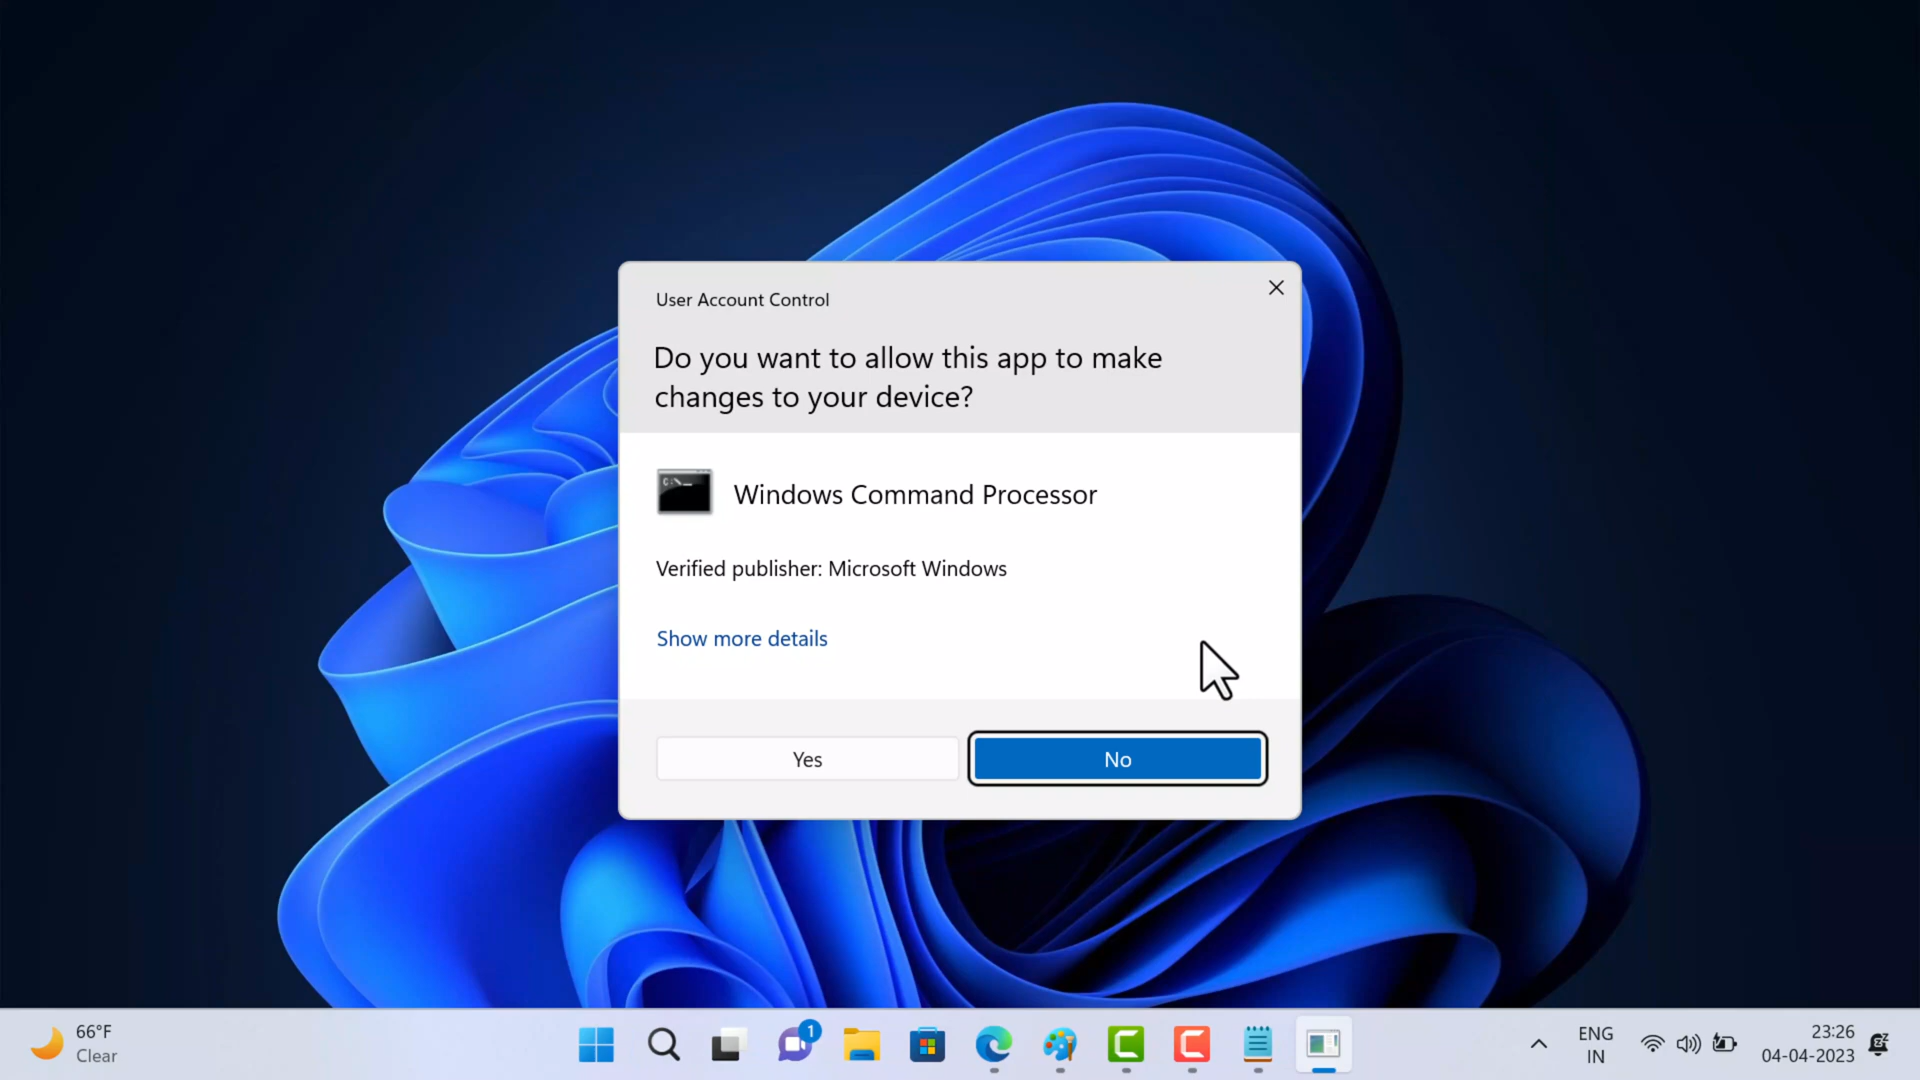 User Account Control
Do you want to allow this app to make
changes to your device?
C:\
Windows Command Processor
Verified publisher: Microsoft Windows
Show more details
Yes
No
66°F
Clear
1
ENG
IN
23:26
04-04-2023